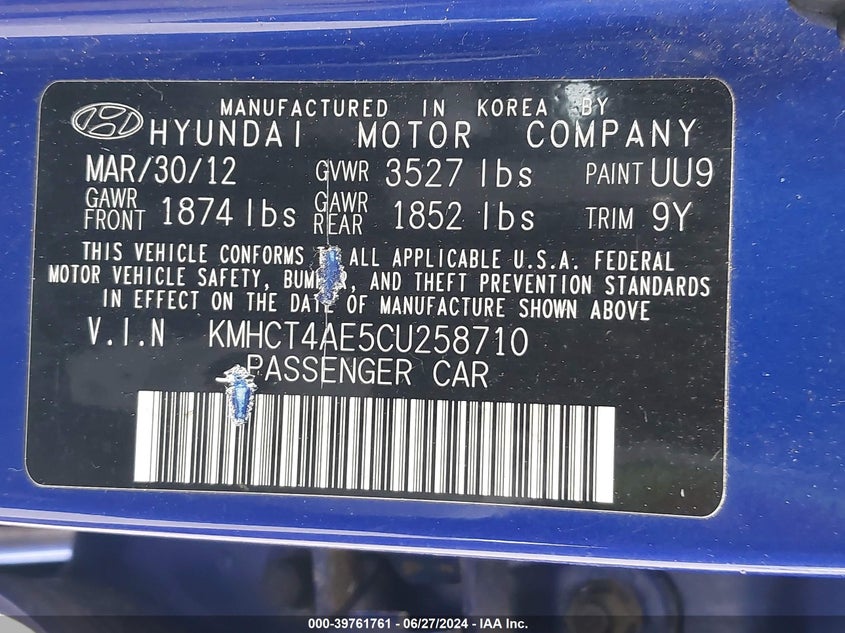 MANUFACTURED IN KOREA BY
HYUNDAI MOTOR COMPANY
MAR/30/12 GVWR 3527 lbs PAINT UU9
GAWR FRONT 1874 lbs GAWR REAR 1852 lbs TRIM 9Y
THIS VEHICLE CONFORMS ALL APPLICABLE U.S.A. FEDERAL
MOTOR VEHICLE SAFETY, AND THEFT PREVENTION STANDARDS
IN EFFECT ON THE DATE OF MANUFACTURE SHOWN ABOVE
V.I.N KMHCT4AE5CU258710
PASSENGER CAR
000-39761761 / 06/27/2024 - IAA Inc.